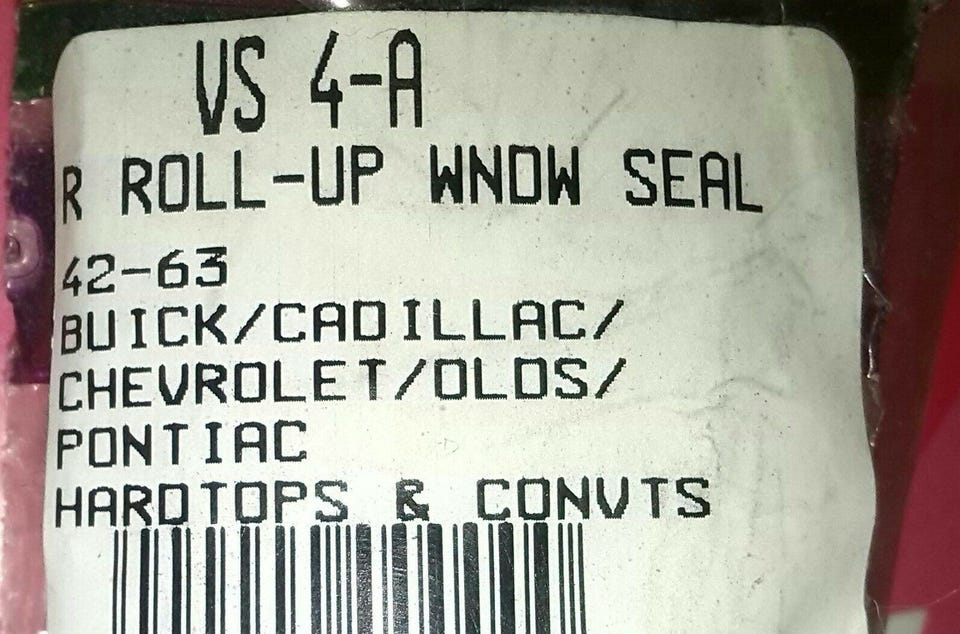 VS 4-A
R ROLL-UP WNDW SEAL
42-63
BUICK/CADILLAC/
CHEVROLET/OLDS/
PONTIAC
HARDTOPS & CONVTS